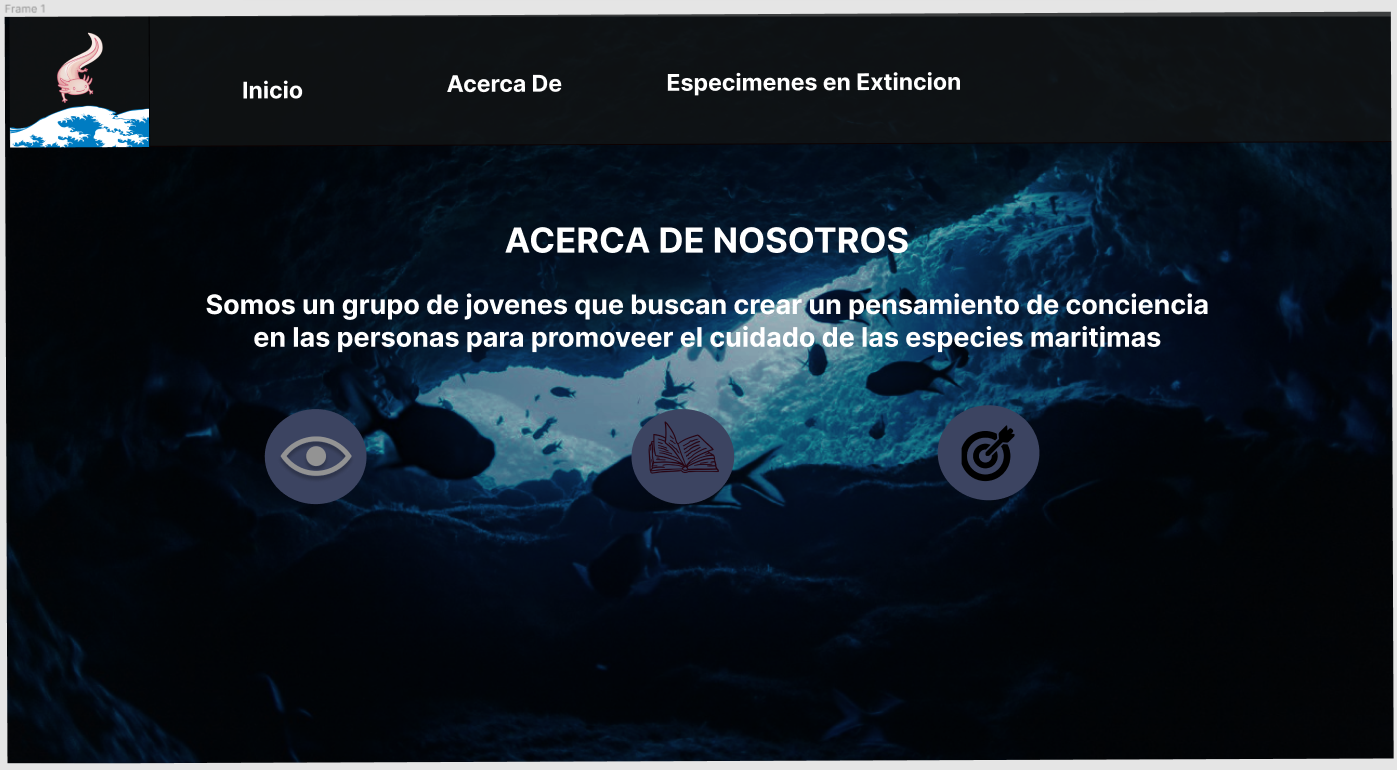 Frame 1
Inicio
Acerca De
Especimenes en Extincion
ACERCA DE NOSOTROS
Somos un grupo de jovenes que buscan crear un pensamiento de conciencia
en las personas para promoveer el cuidado de las especies maritimas